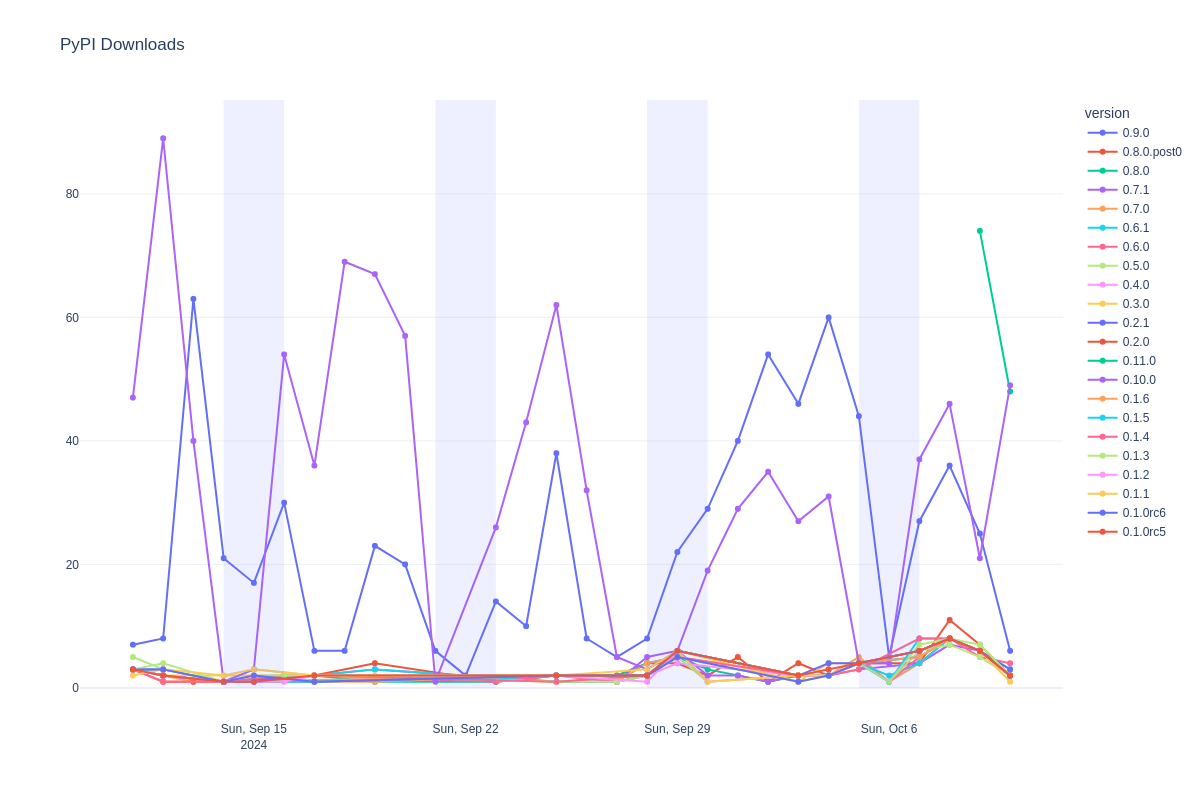 PyPI Downloads
version
0.9.0
0.8.0.post0
0.8.0
0.7.1
0.7.0
0.6.1
0.6.0
0.5.0
0.4.0
0.3.0
0.2.1
0.2.0
0.11.0
0.10.0
0.1.6
0.1.5
0.1.4
0.1.3
0.1.2
0.1.1
0.1.0rc6
0.1.0rc5
80
60
40
20
0
Sun, Sep 15
2024
Sun, Sep 22
Sun, Sep 29
Sun, Oct 6